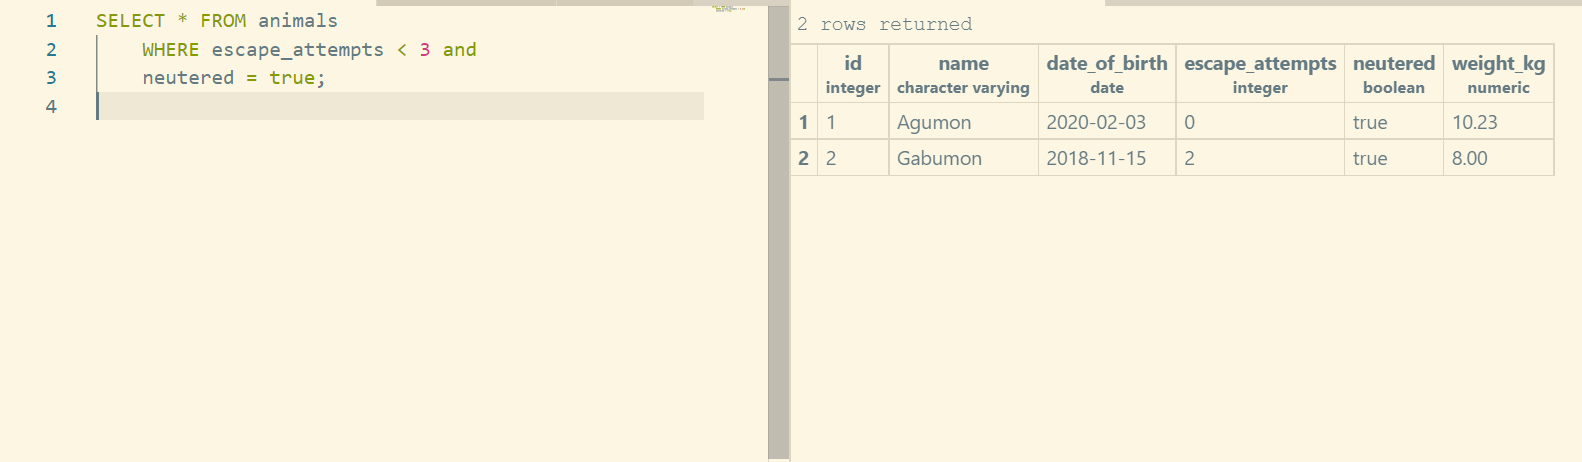 1 SELECT * FROM animals
2 WHERE escape_attempts < 3 and
3 neutered = true;
4
2 rows returned
id name date_of_birth escape_attempts neutered weight_kg
integer character varying date integer boolean numeric
1 1 Agumon 2020-02-03 0 true 10.23
2 2 Gabumon 2018-11-15 2 true 8.00